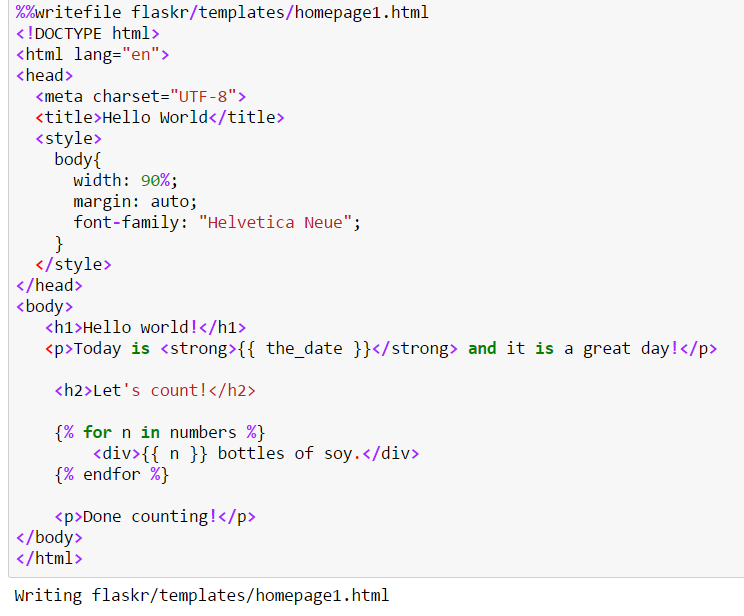 %%writefile flaskr/templates/homepage1.html
<!DOCTYPE html>
<html lang="en">
<head>
  <meta charset="UTF-8">
  <title>Hello World</title>
  <style>
    body{
      width: 90%;
      margin: auto;
      font-family: "Helvetica Neue";
    }
  </style>
</head>
<body>
   <h1>Hello world!</h1>
   <p>Today is <strong>{{ the_date }}</strong> and it is a great day!</p>

    <h2>Let's count!</h2>

    {% for n in numbers %}
        <div>{{ n }} bottles of soy.</div>
    {% endfor %}

    <p>Done counting!</p>
</body>
</html>
Writing flaskr/templates/homepage1.html